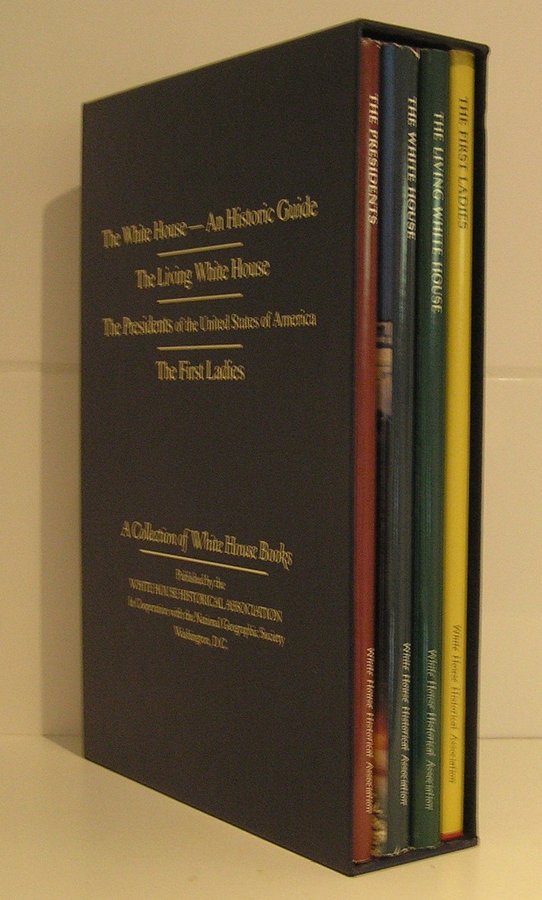 The White House — An Historic Guide
The Living White House
The Presidents of the United States of America
The First Ladies
A Collection of White House Books
Published by the
WHITE HOUSE HISTORICAL ASSOCIATION
in Cooperation with the National Geographic Society
Washington, D.C.
THE PRESIDENTS
White House Historical Association
THE WHITE HOUSE
White House Historical Association
THE LIVING WHITE HOUSE
White House Historical Association
THE FIRST LADIES
White House Historical Association